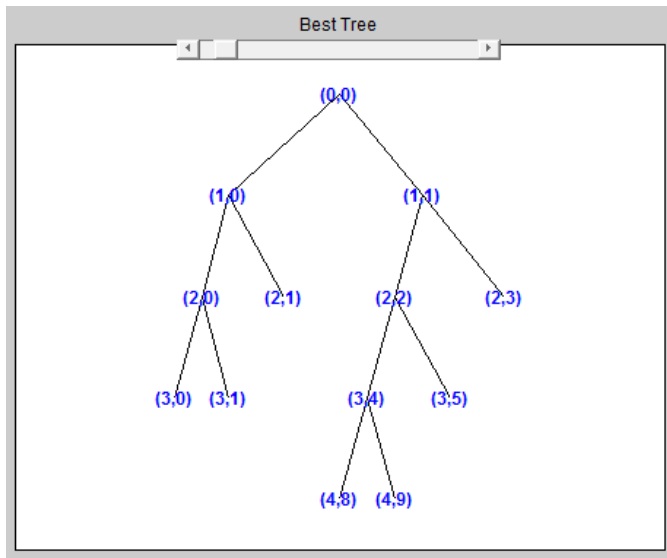 Best Tree
(0,0)
(1,0) (1,1)
(2,0) (2,1) (2,2) (2,3)
(3,0) (3,1) (3,4) (3,5)
(4,8) (4,9)